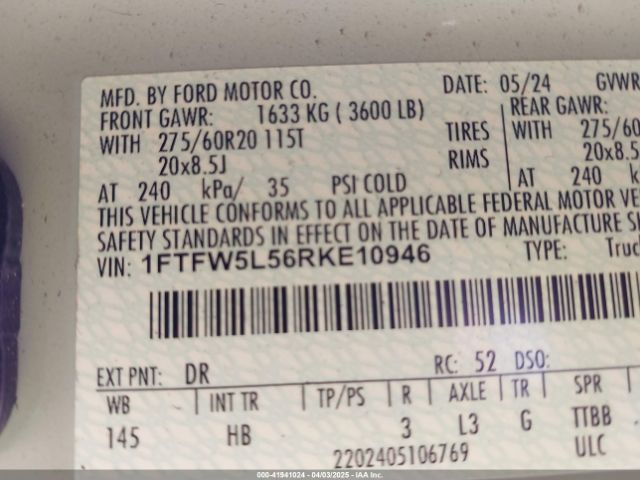 MFD. BY FORD MOTOR CO. DATE: 05/24 GVWR
FRONT GAWR: 1633 KG ( 3600 LB) REAR GAWR:
WITH 275/60R20 115T TIRES WITH 275/60
20x8.5J RIMS 20x8.5
AT 240 kPa/ 35 PSI COLD AT 240 k
THIS VEHICLE CONFORMS TO ALL APPLICABLE FEDERAL MOTOR VE
SAFETY STANDARDS IN EFFECT ON THE DATE OF MANUFACTURE S
VIN: 1FTFW5L56RKE10946 TYPE: Truc
EXT PNT: DR RC: 52 DSO:
WB INT TR TP/PS R AXLE TR SPR
145 HB 3 L3 G TTBB
2202405106769 ULC
000-41941024 - 04/03/2025 - IAA Inc.